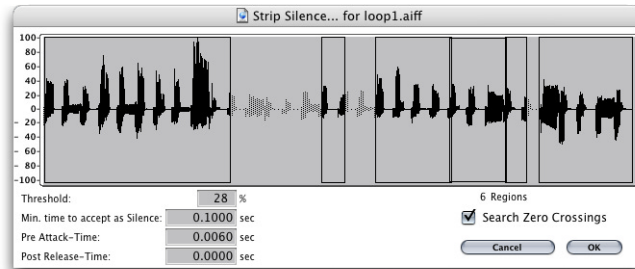 Strip Silence... for loop1.aiff
100-
80-
60-
40-
20-
0-
20-
40-
60-
80-
100-
Threshold: 28 %
6 Regions
Min. time to accept as Silence: 0.1000 sec
Search Zero Crossings
Pre Attack-Time: 0.0060 sec
Post Release-Time: 0.0000 sec
Cancel
OK